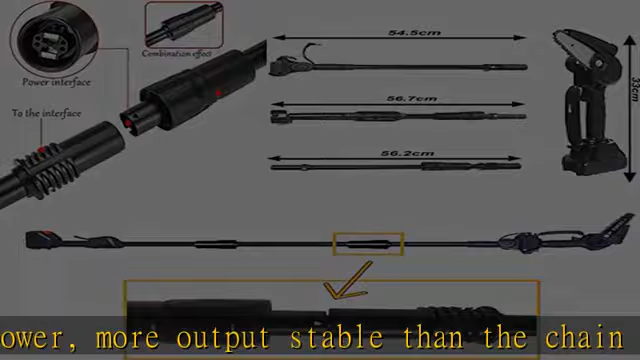 54.5cm
Combination effect
Power interface
56.7cm
33cm
To the interface
56.2cm
ower, more output stable than the chain